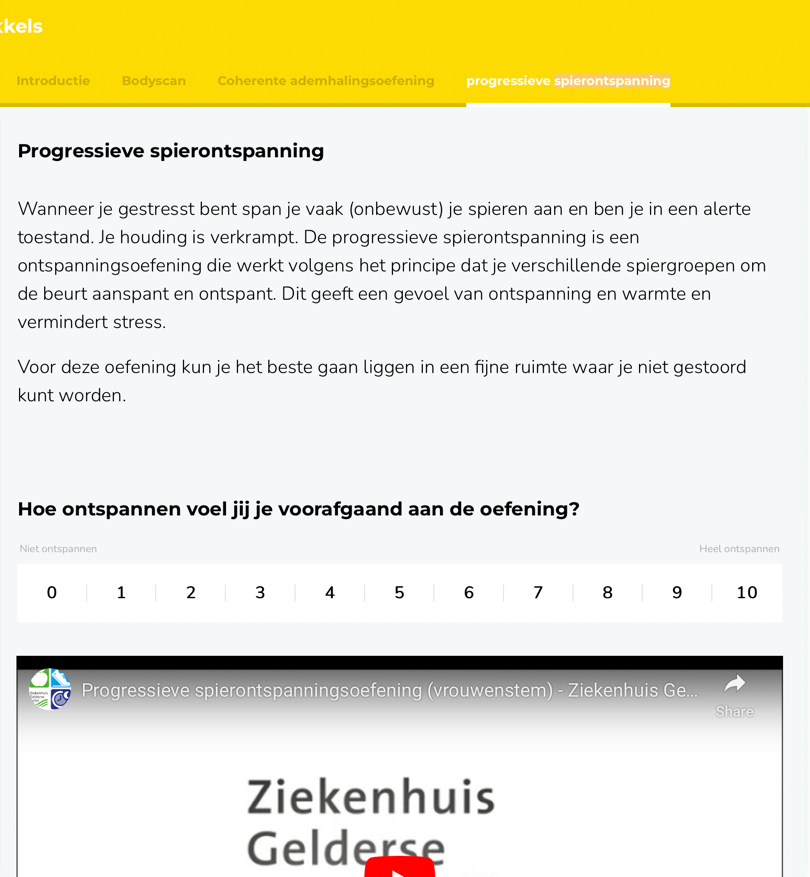 kkels
Introductie Bodyscan Coherente ademhalingsoefening progressieve spierontspanning
Progressieve spierontspanning
Wanneer je gestresst bent span je vaak (onbewust) je spieren aan en ben je in een alerte
toestand. Je houding is verkrampt. De progressieve spierontspanning is een
ontspanningsoefening die werkt volgens het principe dat je verschillende spiergroepen om
de beurt aanspant en ontspant. Dit geeft een gevoel van ontspanning en warmte en
vermindert stress.
Voor deze oefening kun je het beste gaan liggen in een fijne ruimte waar je niet gestoord
kunt worden.
Hoe ontspannen voel jij je voorafgaand aan de oefening?
Niet ontspannen Heel ontspannen
0 1 2 3 4 5 6 7 8 9 10
Progressieve spierontspanningsoefening (vrouwenstem) - Ziekenhuis Ge...
Share
Ziekenhuis
Gelderse